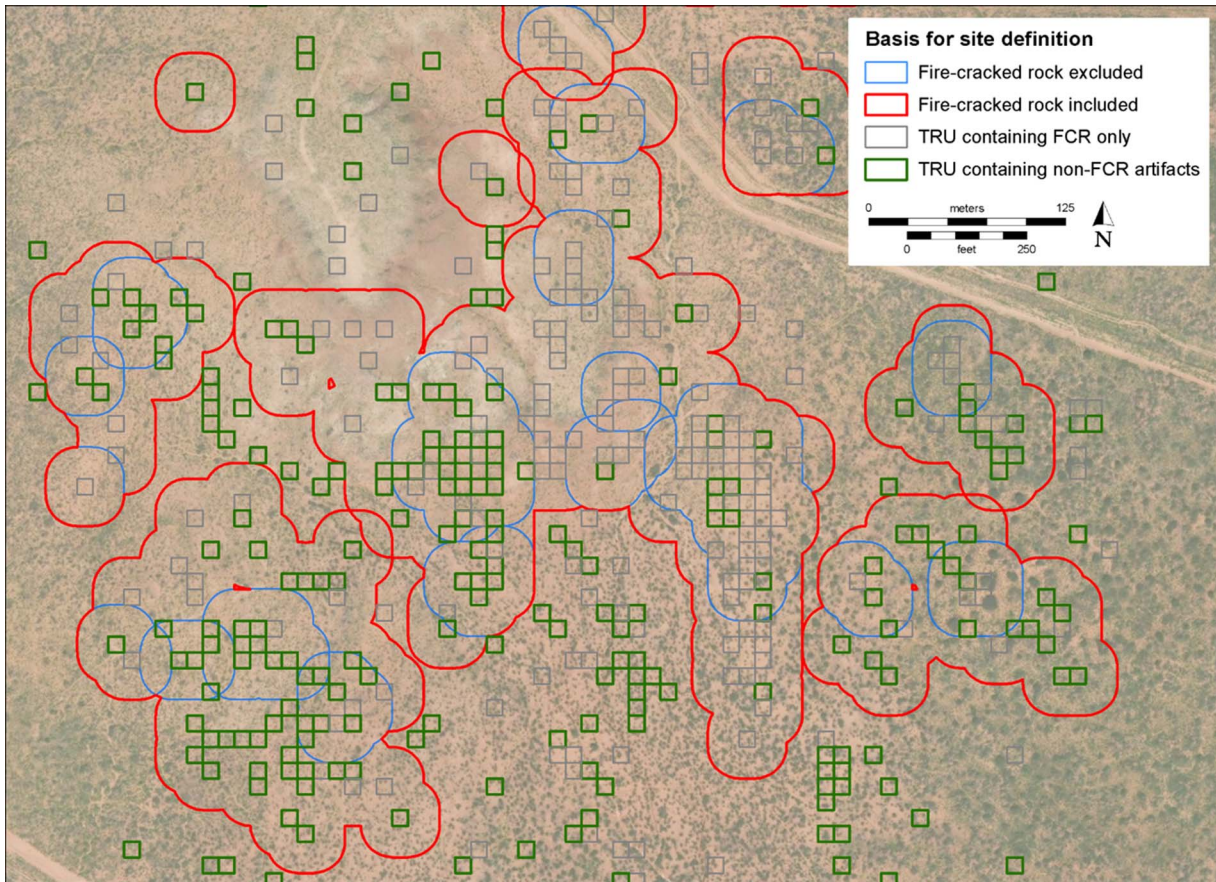 Basis for site definition
Fire-cracked rock excluded
Fire-cracked rock included
TRU containing FCR only
TRU containing non-FCR artifacts
0 meters 125
0 feet 250
N